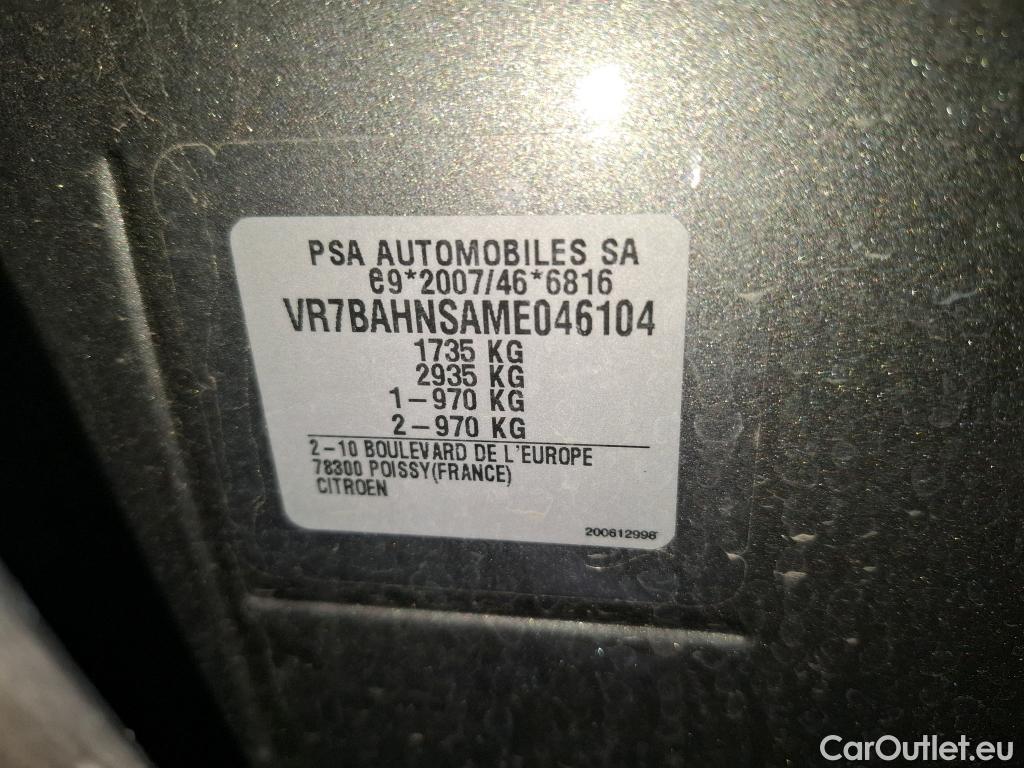 PSA AUTOMOBILES SA
e9*2007/46*6816
VR7BAHNSAME046104
1735 KG
2935 KG
1-970 KG
2-970 KG
2-10 BOULEVARD DE L'EUROPE
78300 POISSY(FRANCE)
CITROEN
200612996
CarOutlet.eu